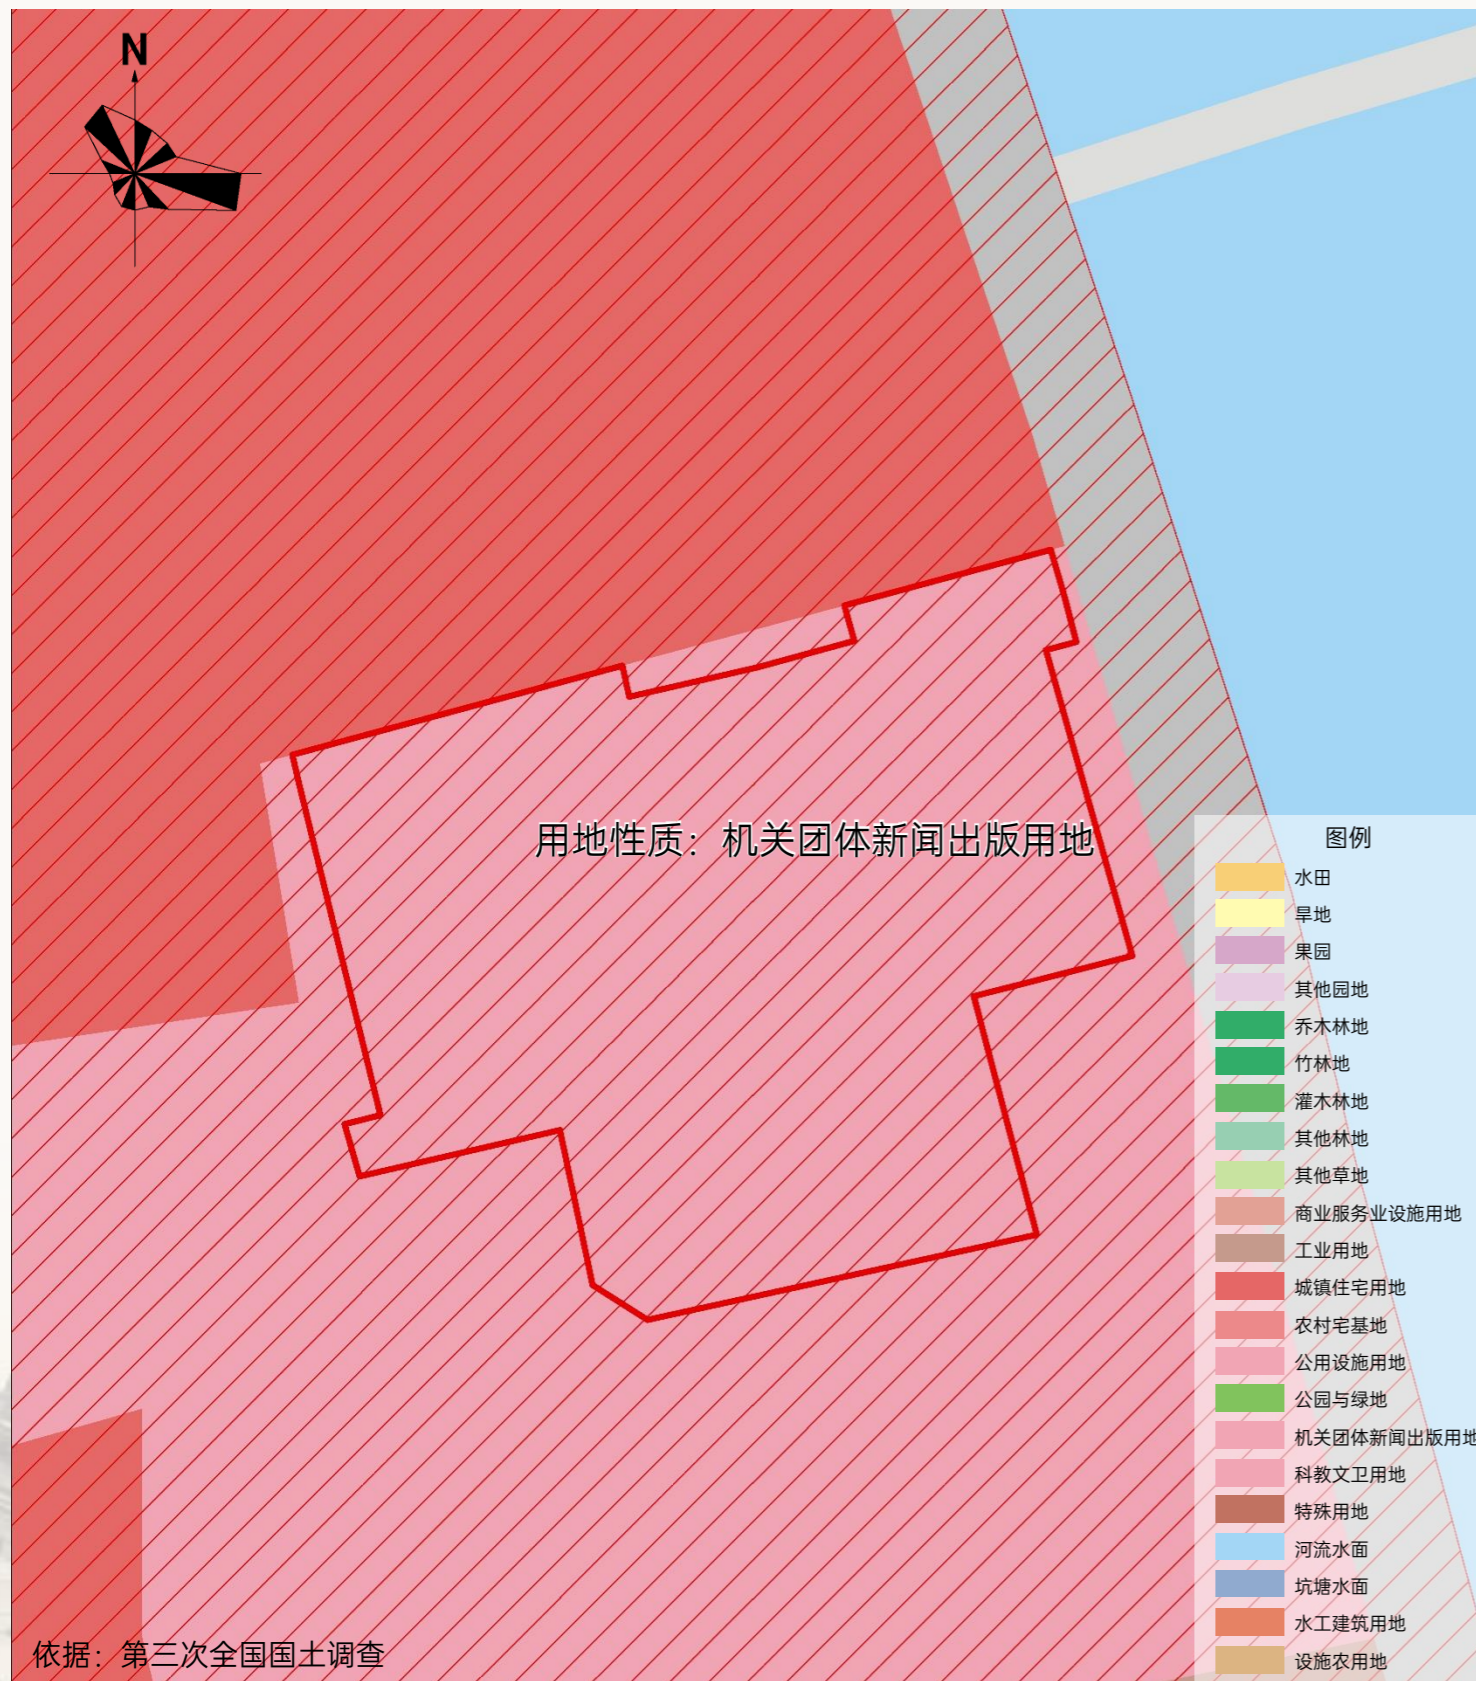 N
用地性质：机关团体新闻出版用地
图例
水田
旱地
果园
其他园地
乔木林地
竹林地
灌木林地
其他林地
其他草地
商业服务业设施用地
工业用地
城镇住宅用地
农村宅基地
公用设施用地
公园与绿地
机关团体新闻出版用地
科教文卫用地
特殊用地
河流水面
坑塘水面
水工建筑用地
设施农用地
依据：第三次全国国土调查